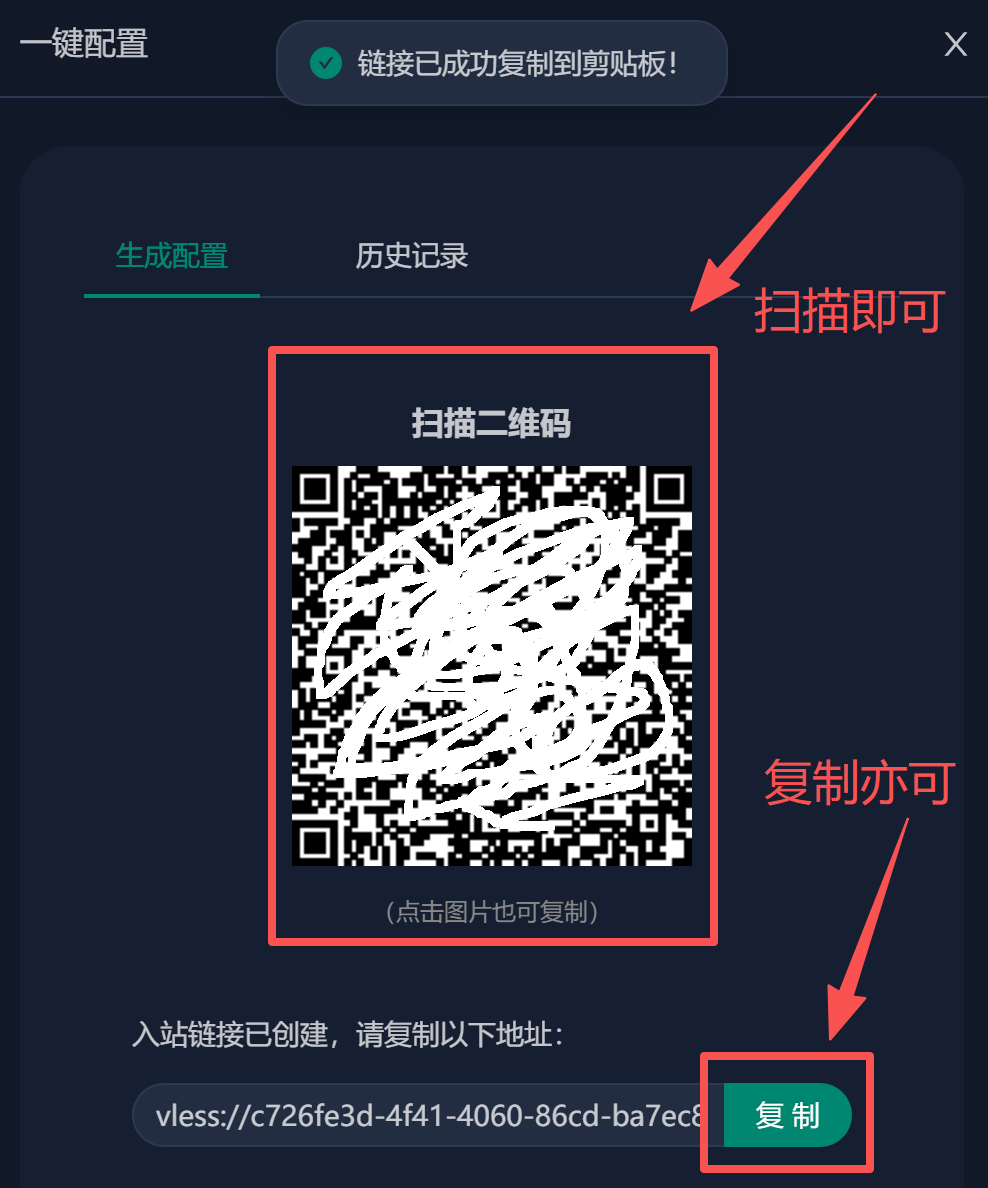 一键配置
链接已成功复制到剪贴板！
X
生成配置
历史记录
扫描即可
扫描二维码
（点击图片也可复制）
复制亦可
入站链接已创建，请复制以下地址：
vless://c726fe3d-4f41-4060-86cd-ba7ec8
复 制